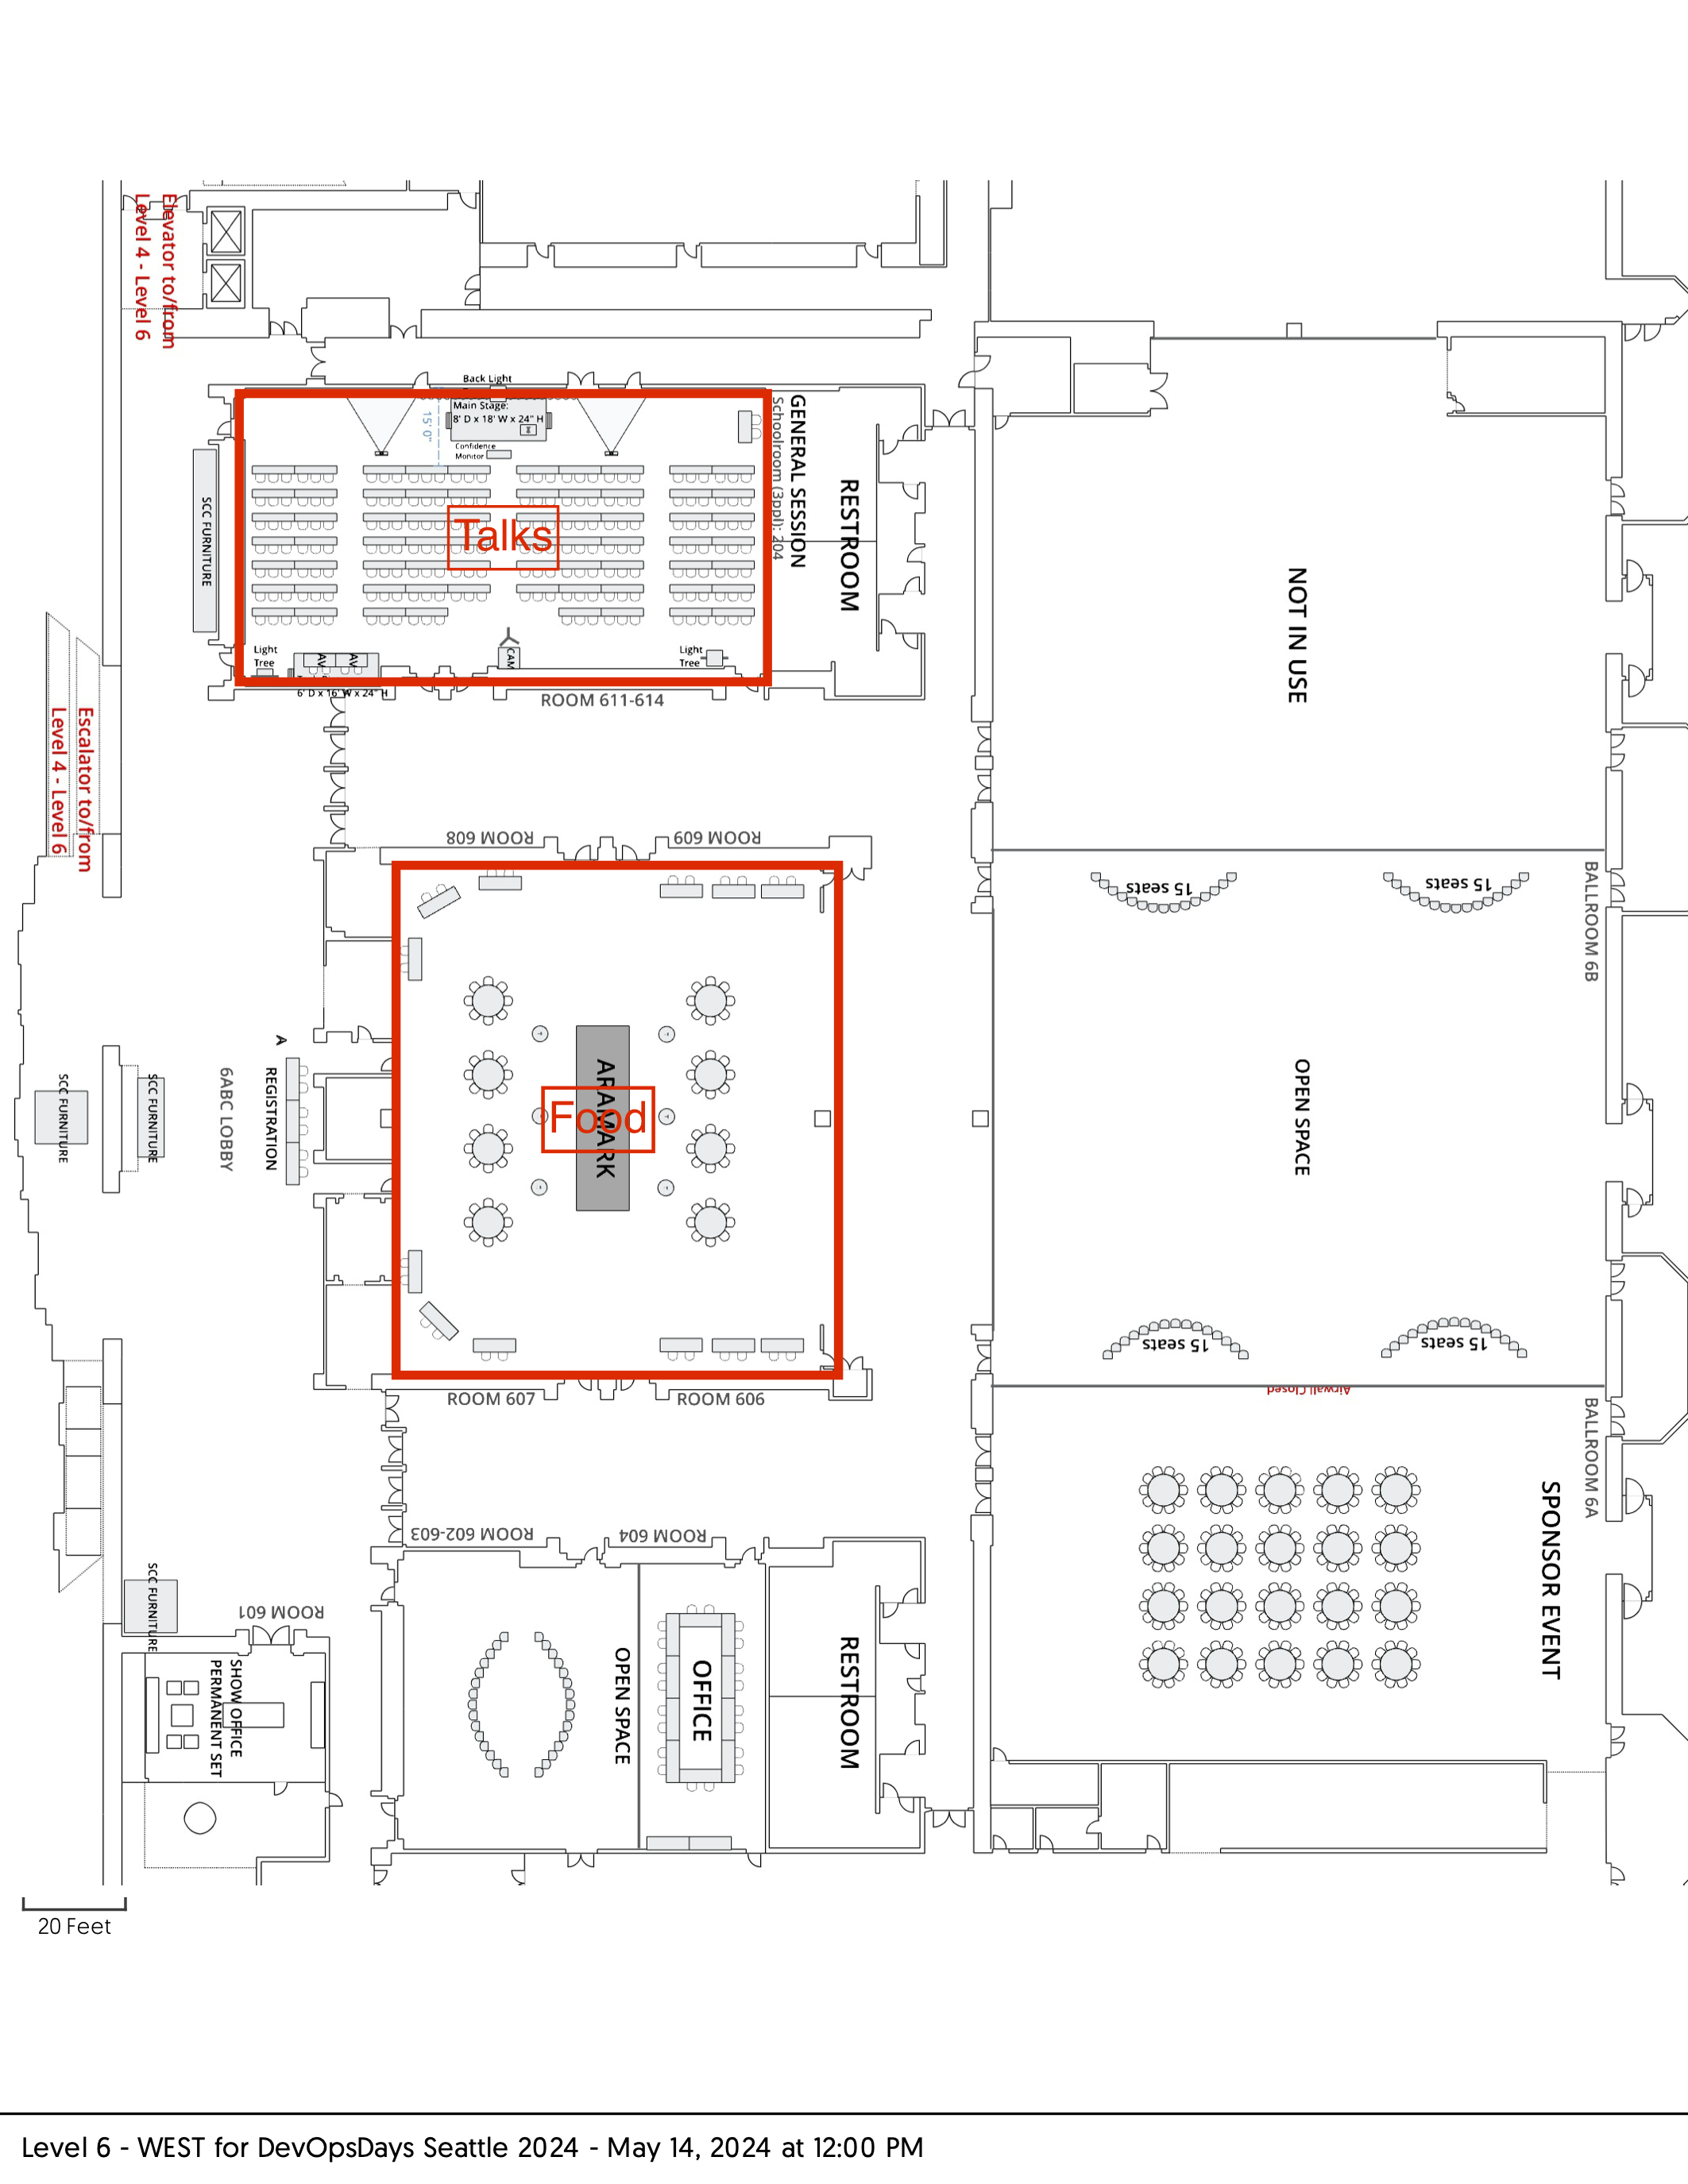 Elevator to/from
Level 4 - Level 6
Back Light
Main Stage:
8' D x 18' W x 24" H
15' 0"
Confidence
Monitor
GENERAL SESSION
Schoolroom (3ppl): 204
RESTROOM
SCC FURNITURE
Talks
NOT IN USE
Light
Tree
AV
AV
6' D x 16' W x 24" H
CAM
Light
Tree
ROOM 611-614
Escalator to/from
Level 4 - Level 6
ROOM 608
ROOM 609
15 seats
15 seats
BALLROOM 6B
A
REGISTRATION
6ABC LOBBY
SCC FURNITURE
SCC FURNITURE
ARAMARK
Food
OPEN SPACE
15 seats
15 seats
ROOM 607
ROOM 606
Airwall Closed
BALLROOM 6A
SPONSOR EVENT
ROOM 602-603
ROOM 604
SCC FURNITURE
ROOM 601
SHOW OFFICE
PERMANENT SET
OPEN SPACE
OFFICE
RESTROOM
20 Feet
Level 6 - WEST for DevOpsDays Seattle 2024 - May 14, 2024 at 12:00 PM